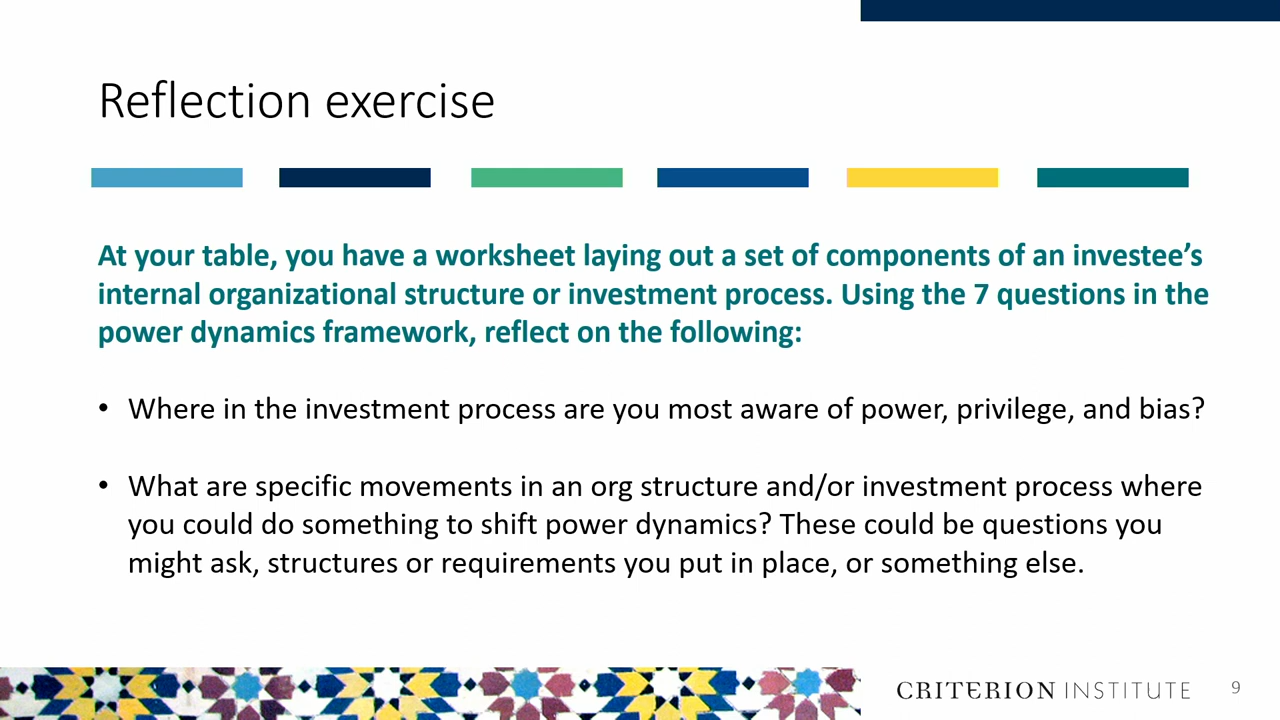 Reflection exercise
At your table, you have a worksheet laying out a set of components of an investee’s
internal organizational structure or investment process. Using the 7 questions in the
power dynamics framework, reflect on the following:
• Where in the investment process are you most aware of power, privilege, and bias?
• What are specific movements in an org structure and/or investment process where
you could do something to shift power dynamics? These could be questions you
might ask, structures or requirements you put in place, or something else.
CRITERION INSTITUTE
9